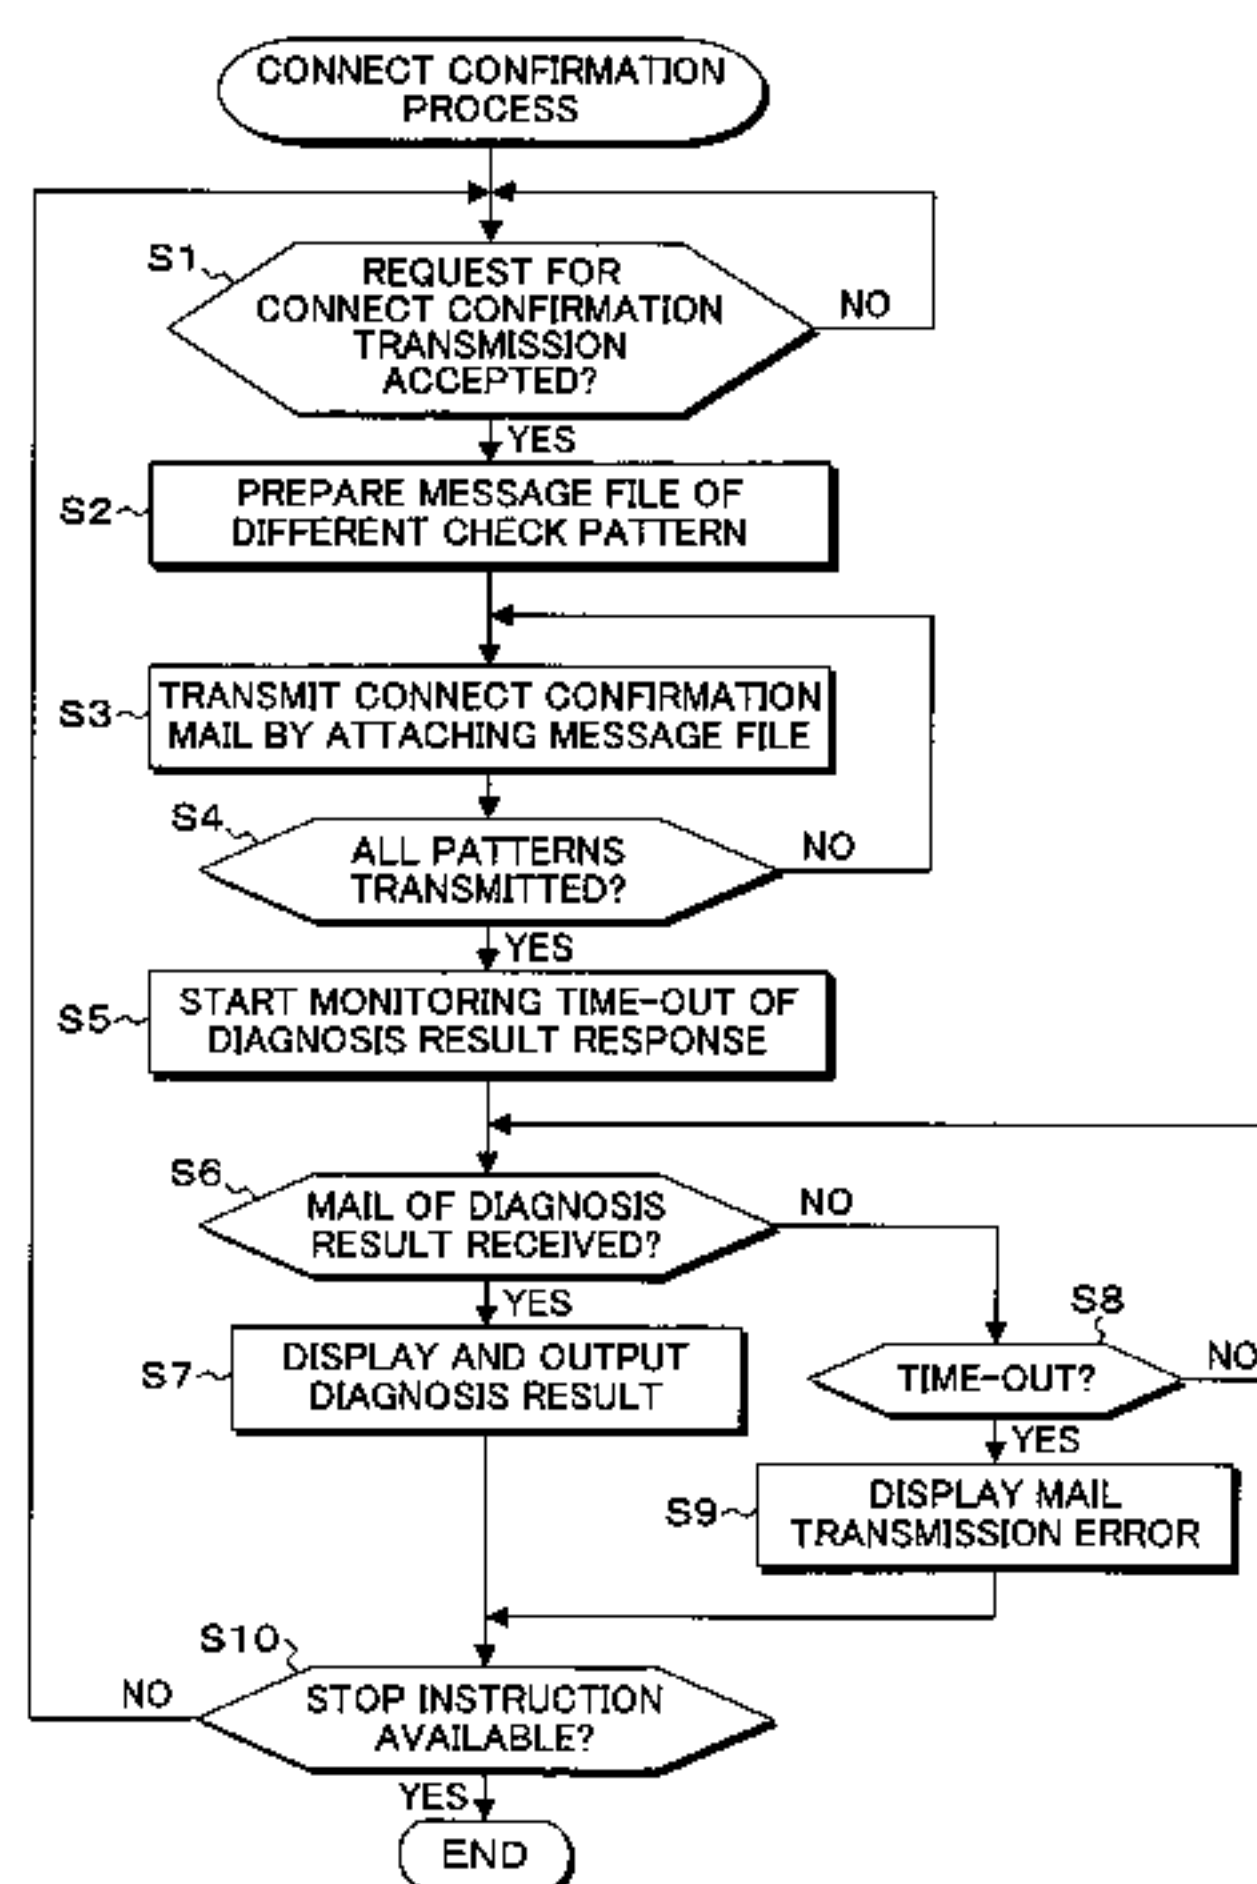 CONNECT CONFIRMATION
PROCESS
S1
REQUEST FOR
CONNECT CONFIRMATION
TRANSMISSION
ACCEPTED?
NO
YES
S2
PREPARE MESSAGE FILE OF
DIFFERENT CHECK PATTERN
S3
TRANSMIT CONNECT CONFIRMATION
MAIL BY ATTACHING MESSAGE FILE
S4
ALL PATTERNS
TRANSMITTED?
NO
YES
S5
START MONITORING TIME-OUT OF
DIAGNOSIS RESULT RESPONSE
S6
MAIL OF DIAGNOSIS
RESULT RECEIVED?
NO
YES
S7
DISPLAY AND OUTPUT
DIAGNOSIS RESULT
S8
TIME-OUT?
NO
YES
S9
DISPLAY MAIL
TRANSMISSION ERROR
S10
STOP INSTRUCTION
AVAILABLE?
NO
YES
END